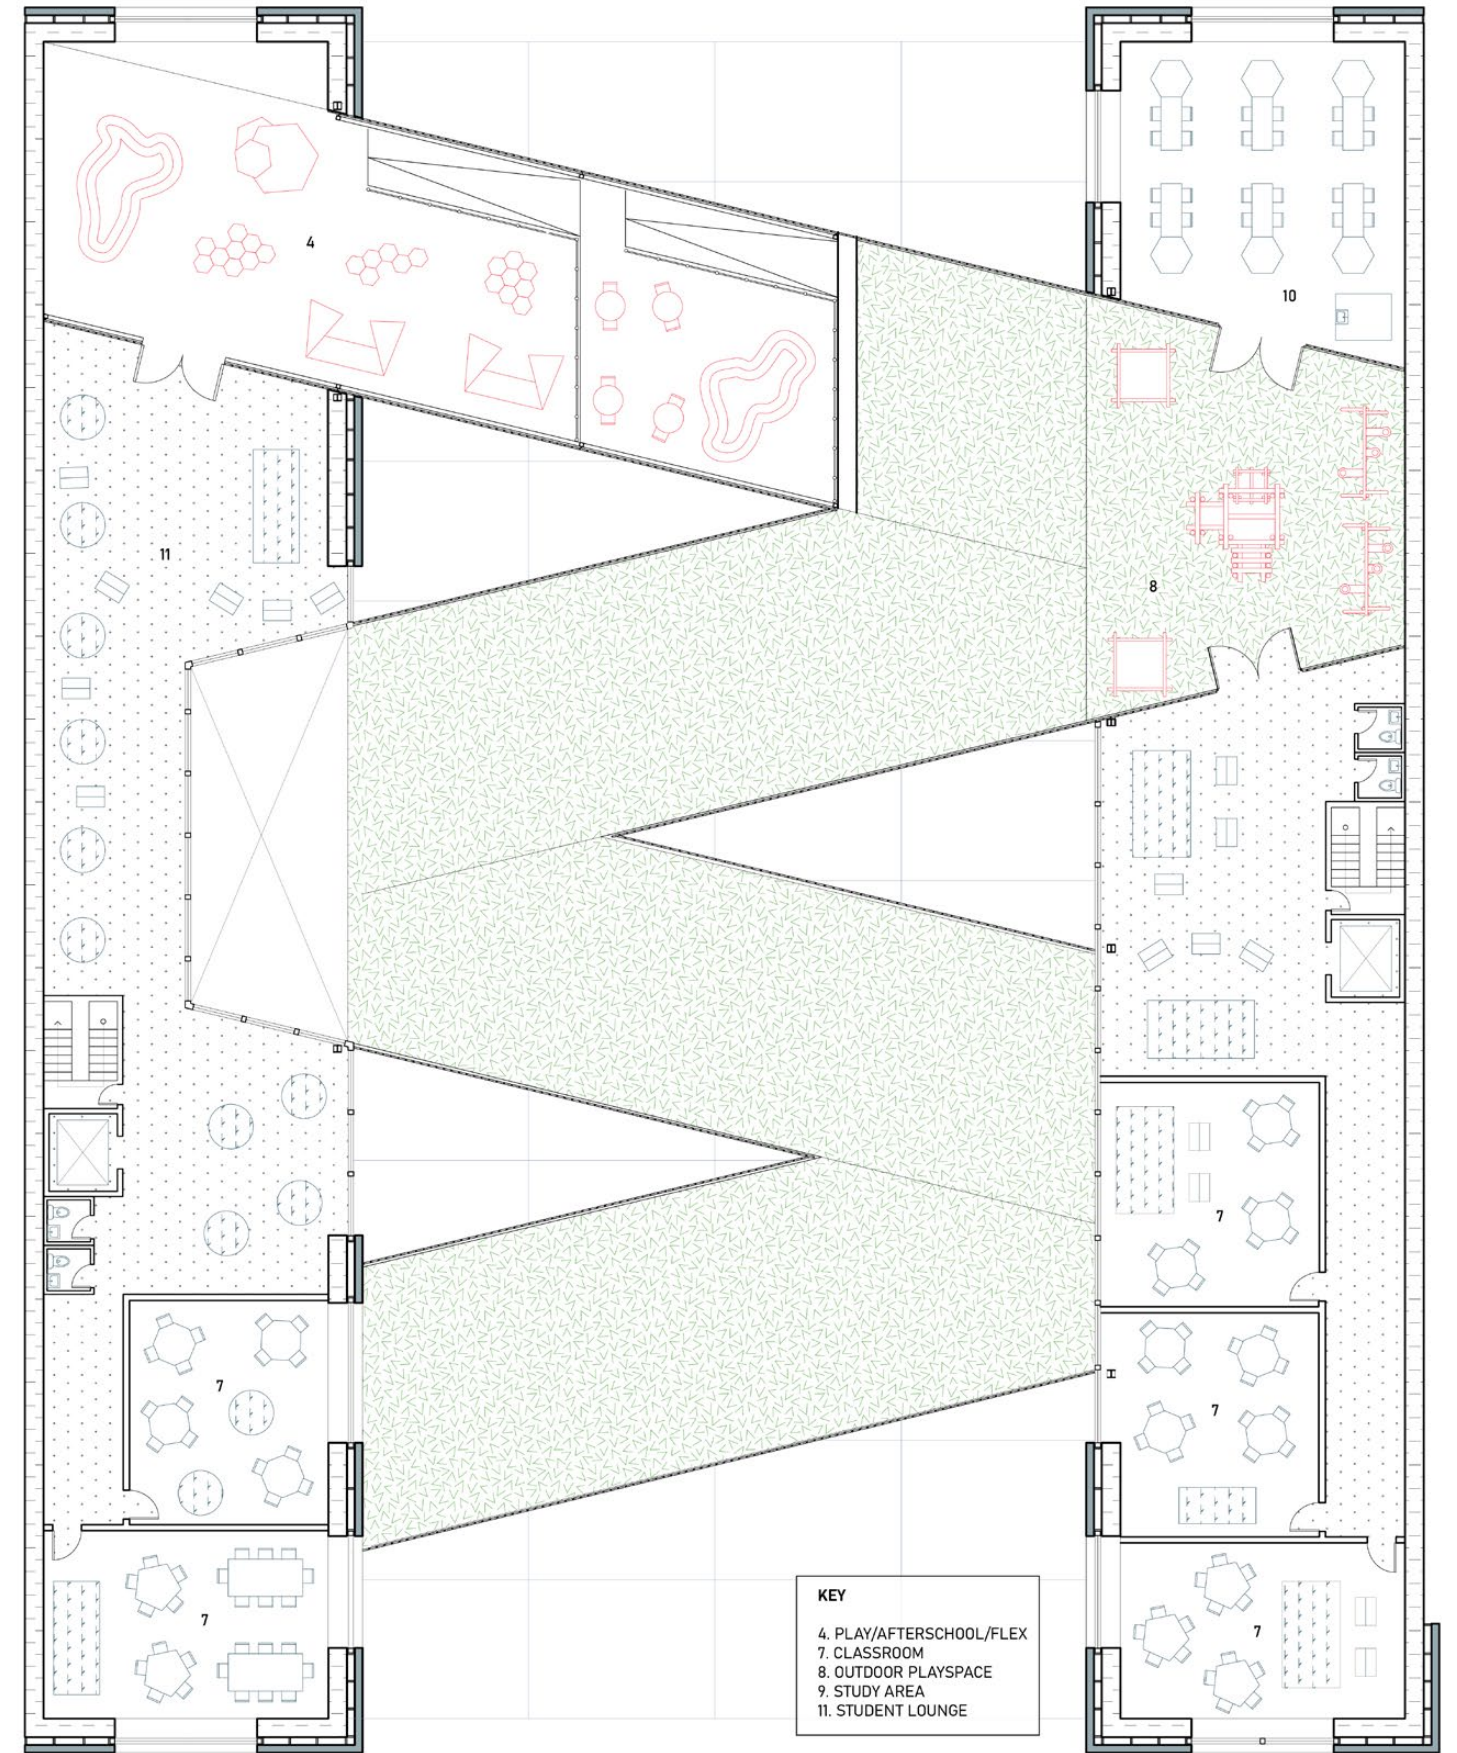 4
10
11
8
7
7
7
7
7
KEY
4. PLAY/AFTERSCHOOL/FLEX
7. CLASSROOM
8. OUTDOOR PLAYSPACE
9. STUDY AREA
11. STUDENT LOUNGE